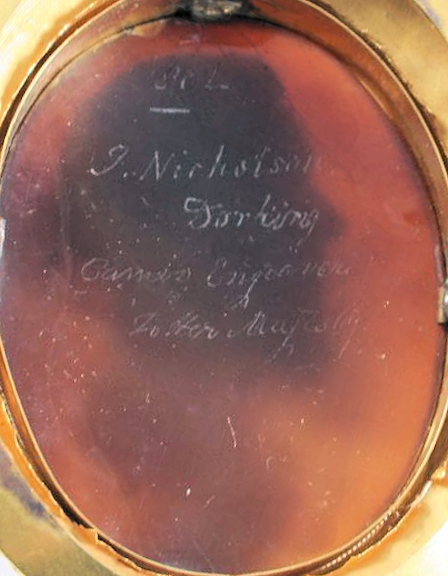 J. Nicholson
Dorking
Cameo Engraver
To Her Majesty